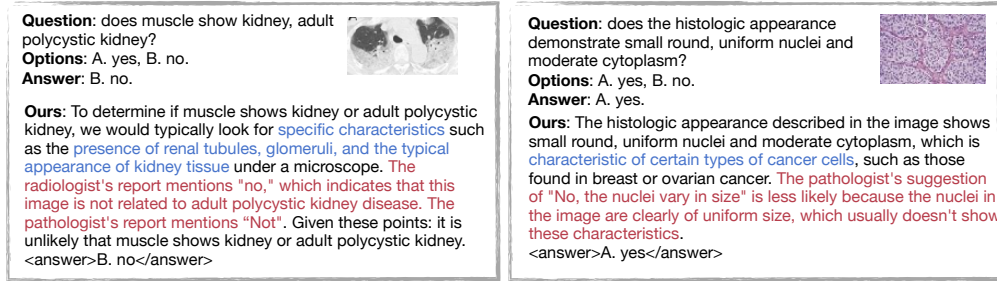 Question: does muscle show kidney, adult
polycystic kidney?
Options: A. yes, B. no.
Answer: B. no.
Ours: To determine if muscle shows kidney or adult polycystic
kidney, we would typically look for specific characteristics such
as the presence of renal tubules, glomeruli, and the typical
appearance of kidney tissue under a microscope. The
radiologist's report mentions "no," which indicates that this
image is not related to adult polycystic kidney disease. The
pathologist's report mentions “Not". Given these points: it is
unlikely that muscle shows kidney or adult polycystic kidney.
<answer>B. no</answer>
Question: does the histologic appearance
demonstrate small round, uniform nuclei and
moderate cytoplasm?
Options: A. yes, B. no.
Answer: A. yes.
Ours: The histologic appearance described in the image shows
small round, uniform nuclei and moderate cytoplasm, which is
characteristic of certain types of cancer cells, such as those
found in breast or ovarian cancer. The pathologist's suggestion
of "No, the nuclei vary in size" is less likely because the nuclei in
the image are clearly of uniform size, which usually doesn't show
these characteristics.
<answer>A. yes</answer>